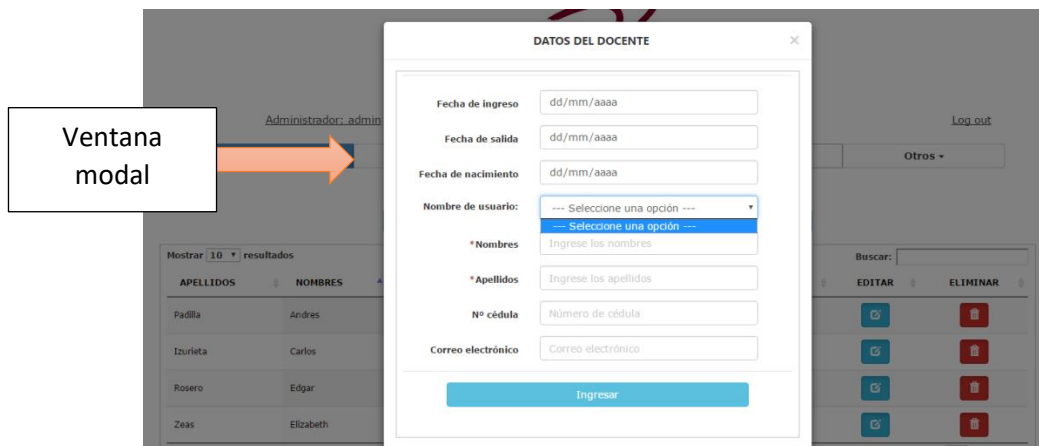 DATOS DEL DOCENTE ×
Ventana
modal
Administrador: admin
Log out
Otros
Fecha de ingreso dd/mm/aaaa
Fecha de salida dd/mm/aaaa
Fecha de nacimiento dd/mm/aaaa
Nombre de usuario: --- Seleccione una opción ---
--- Seleccione una opción ---
*Nombres Ingrese los nombres
*Apellidos Ingrese los apellidos
Nº cédula Número de cédula
Correo electrónico Correo electrónico
Ingresar
Mostrar 10 resultados
Buscar:
APELLIDOS NOMBRES EDITAR ELIMINAR
Padilla Andres
Izurieta Carlos
Rosero Edgar
Zeas Elizabeth